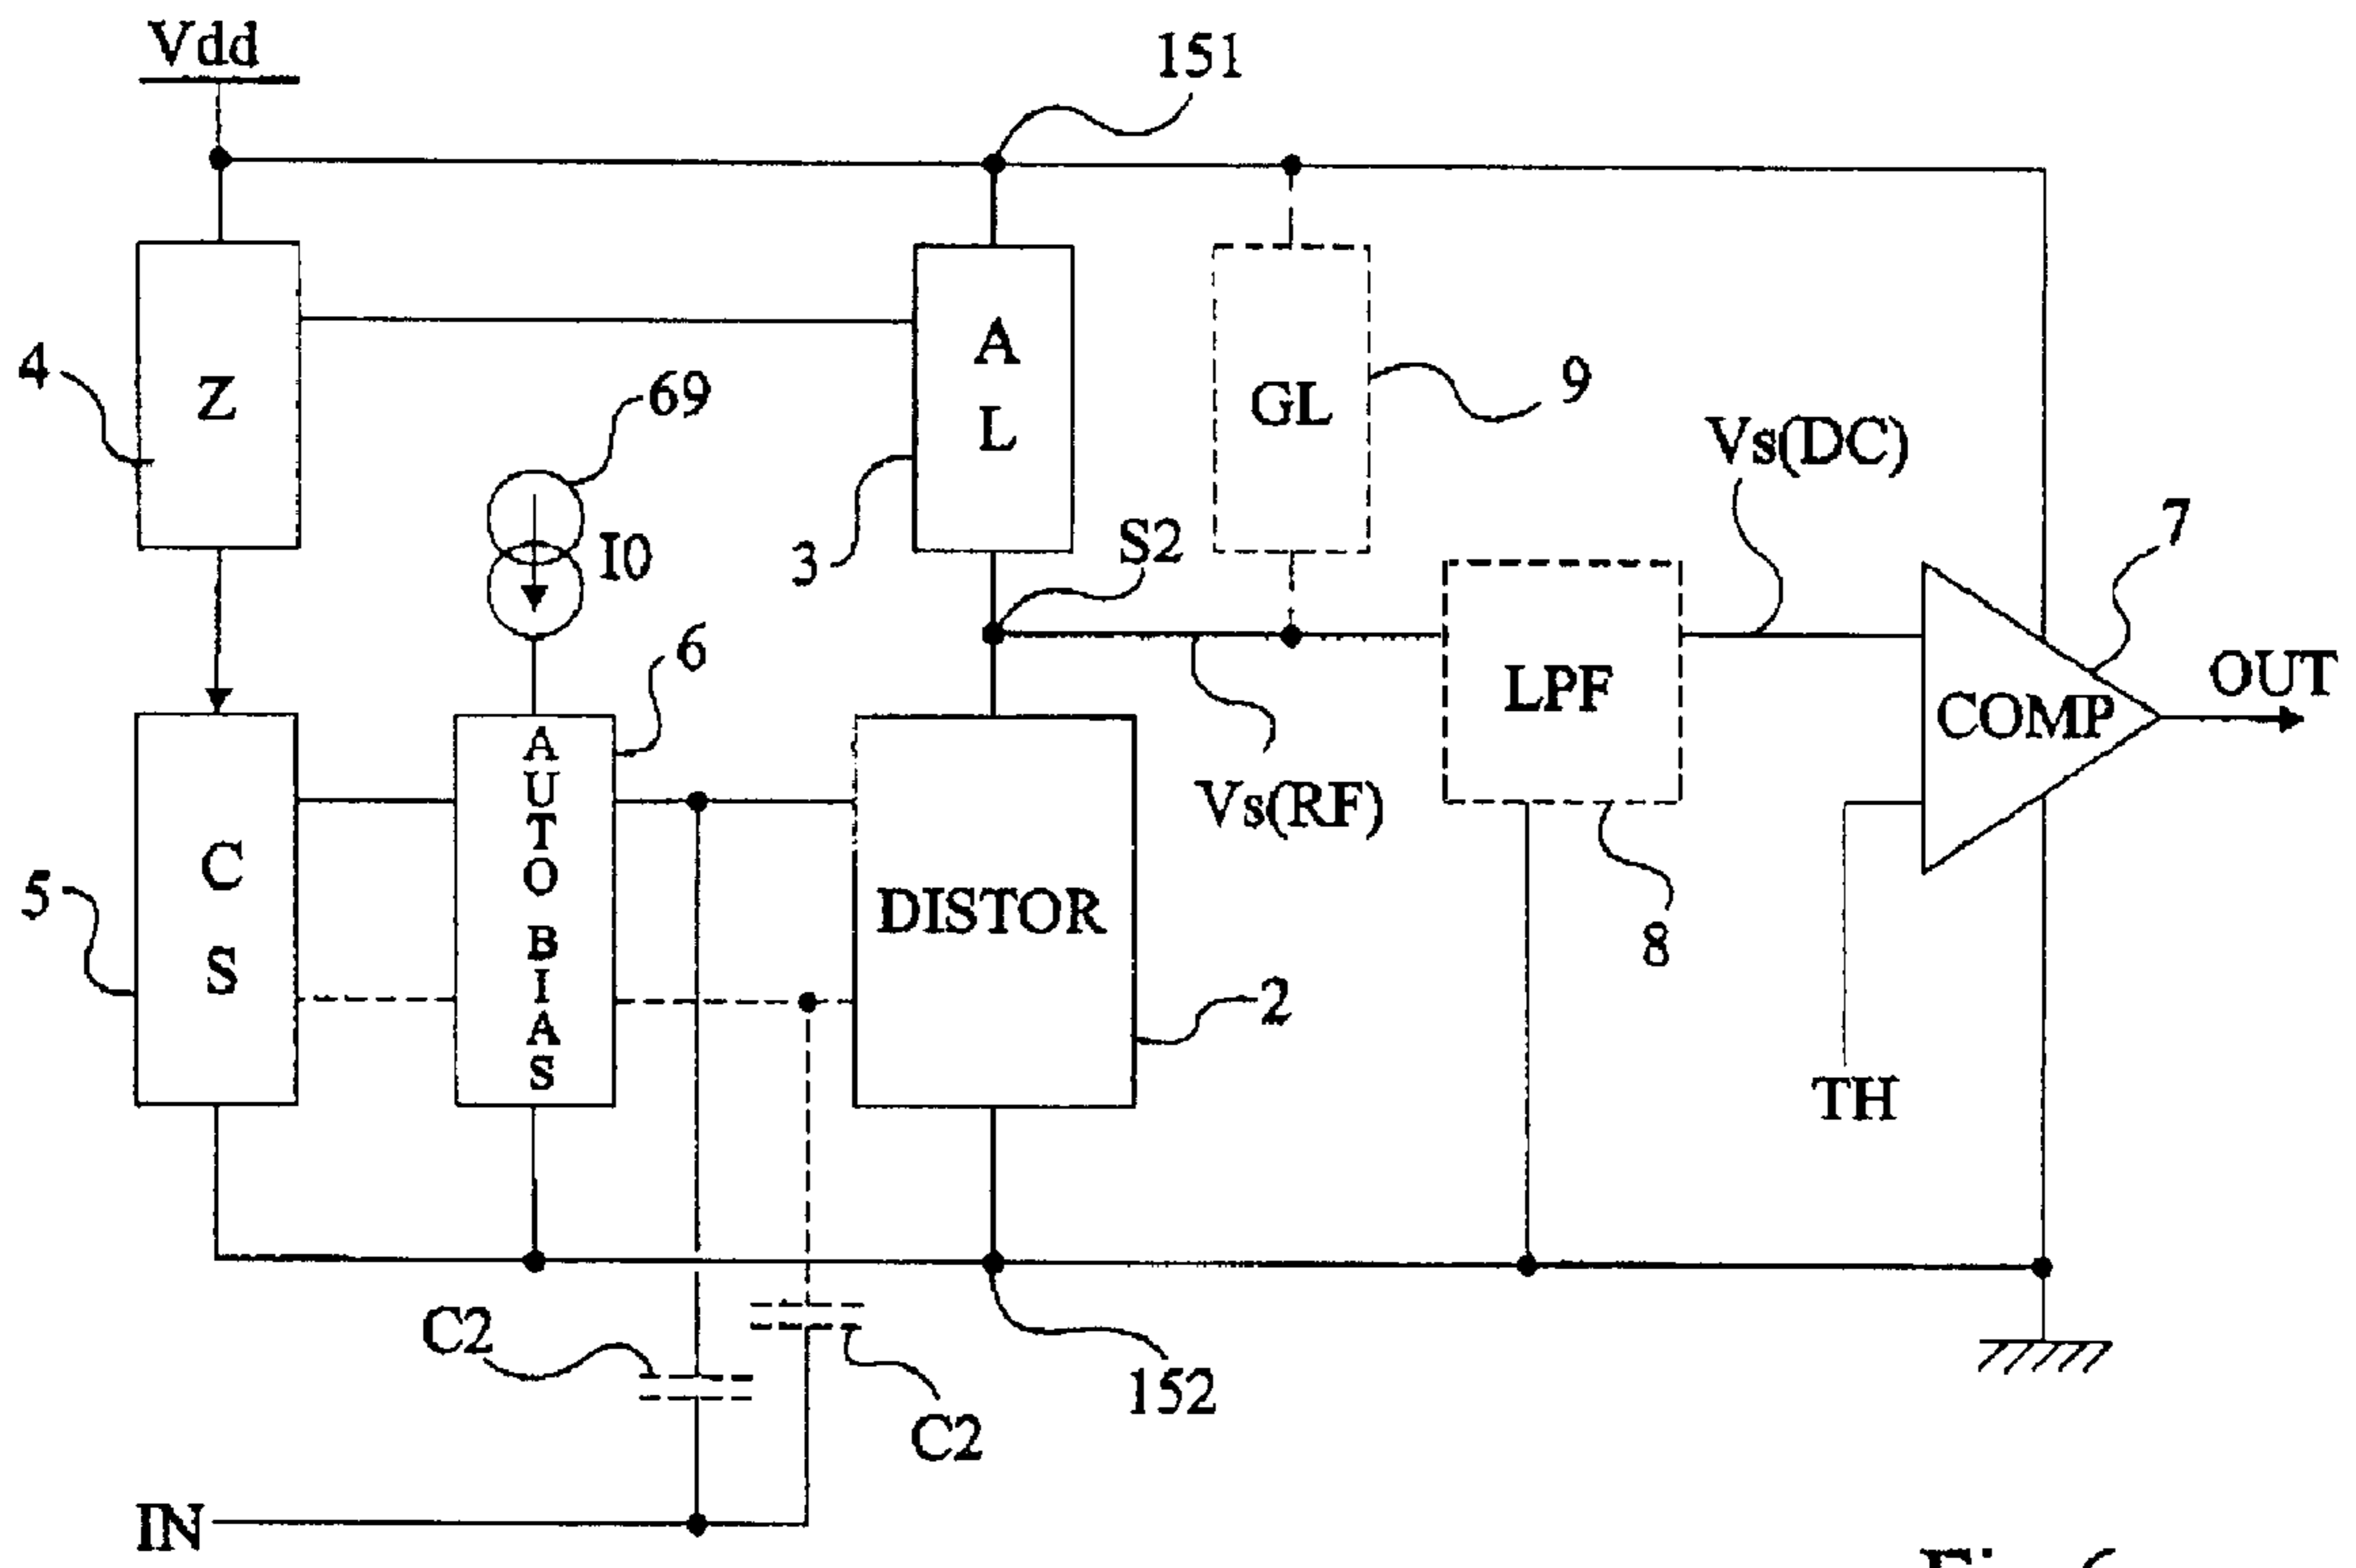 Vdd
151
4
Z
69
A
L
GL
9
Vs(DC)
I0
3
S2
7
6
LPF
OUT
COMP
AUTO BIAS
Vs(RF)
5
C
S
DISTOR
8
2
TH
C2
152
C2
IN